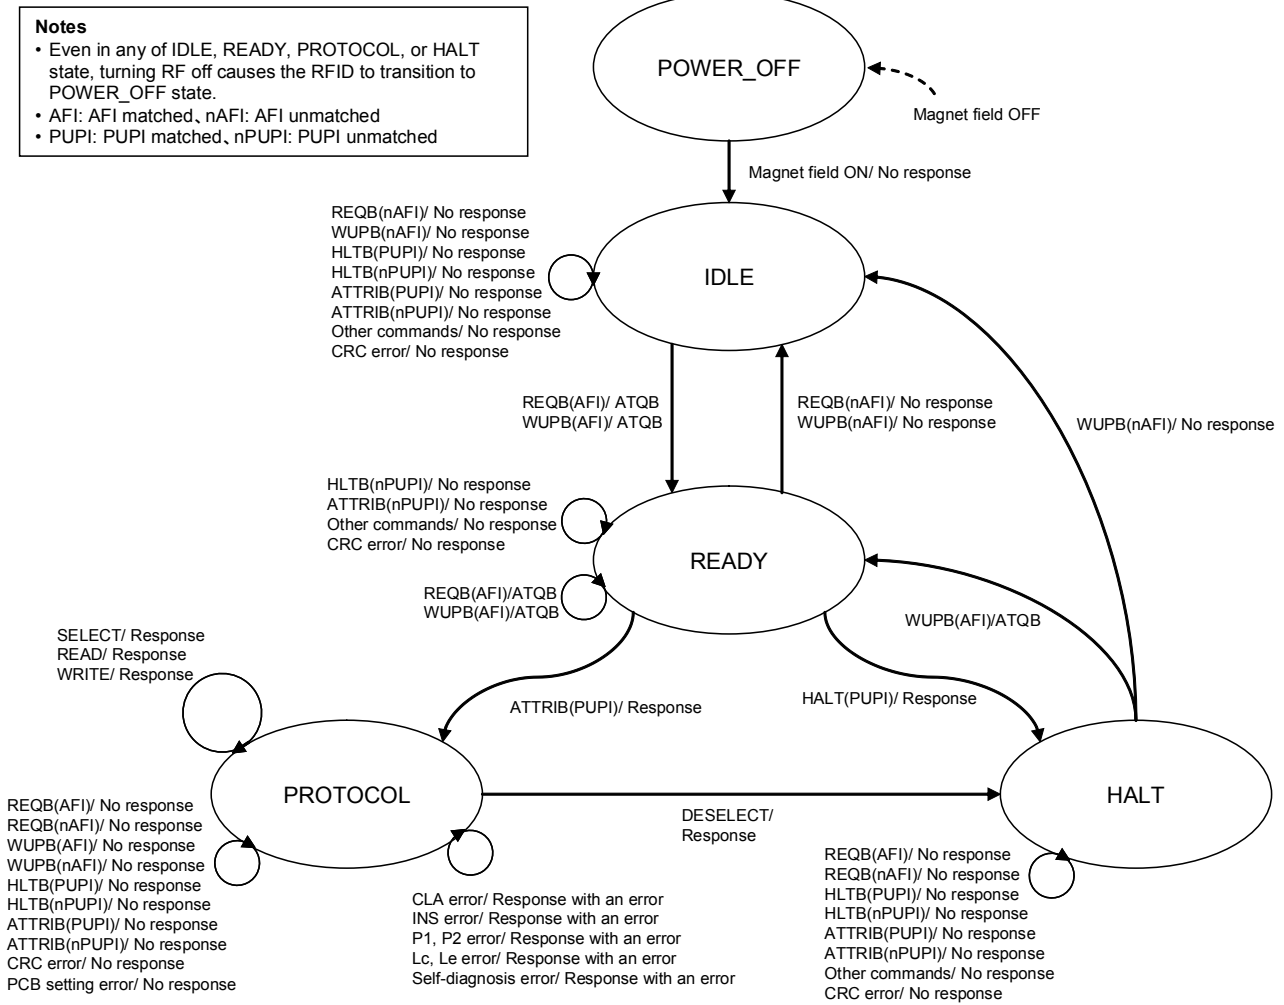 Notes
• Even in any of IDLE, READY, PROTOCOL, or HALT
state, turning RF off causes the RFID to transition to
POWER_OFF state.
• AFI: AFI matched、nAFI: AFI unmatched
• PUPI: PUPI matched、nPUPI: PUPI unmatched
POWER_OFF
Magnet field OFF
Magnet field ON/ No response
REQB(nAFI)/ No response
WUPB(nAFI)/ No response
HLTB(PUPI)/ No response
HLTB(nPUPI)/ No response
ATTRIB(PUPI)/ No response
ATTRIB(nPUPI)/ No response
Other commands/ No response
CRC error/ No response
IDLE
REQB(AFI)/ ATQB
WUPB(AFI)/ ATQB
REQB(nAFI)/ No response
WUPB(nAFI)/ No response
WUPB(nAFI)/ No response
HLTB(nPUPI)/ No response
ATTRIB(nPUPI)/ No response
Other commands/ No response
CRC error/ No response
READY
REQB(AFI)/ATQB
WUPB(AFI)/ATQB
WUPB(AFI)/ATQB
SELECT/ Response
READ/ Response
WRITE/ Response
ATTRIB(PUPI)/ Response
HALT(PUPI)/ Response
PROTOCOL
HALT
DESELECT/
Response
REQB(AFI)/ No response
REQB(nAFI)/ No response
WUPB(AFI)/ No response
WUPB(nAFI)/ No response
HLTB(PUPI)/ No response
HLTB(nPUPI)/ No response
ATTRIB(PUPI)/ No response
ATTRIB(nPUPI)/ No response
CRC error/ No response
PCB setting error/ No response
CLA error/ Response with an error
INS error/ Response with an error
P1, P2 error/ Response with an error
Lc, Le error/ Response with an error
Self-diagnosis error/ Response with an error
REQB(AFI)/ No response
REQB(nAFI)/ No response
HLTB(PUPI)/ No response
HLTB(nPUPI)/ No response
ATTRIB(PUPI)/ No response
ATTRIB(nPUPI)/ No response
Other commands/ No response
CRC error/ No response